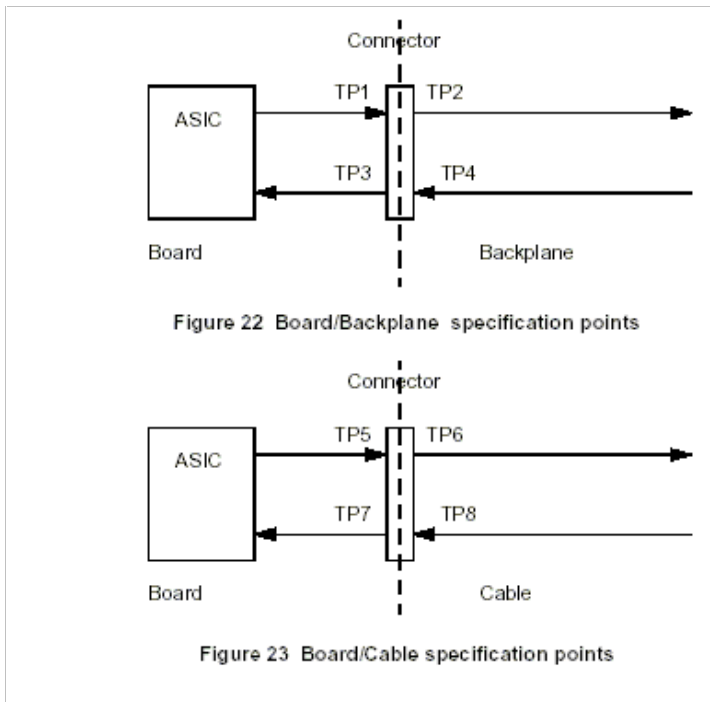 Connector
TP1 TP2
ASIC
TP3 TP4
Board Backplane
Figure 22 Board/Backplane specification points
Connector
TP5 TP6
ASIC
TP7 TP8
Board Cable
Figure 23 Board/Cable specification points